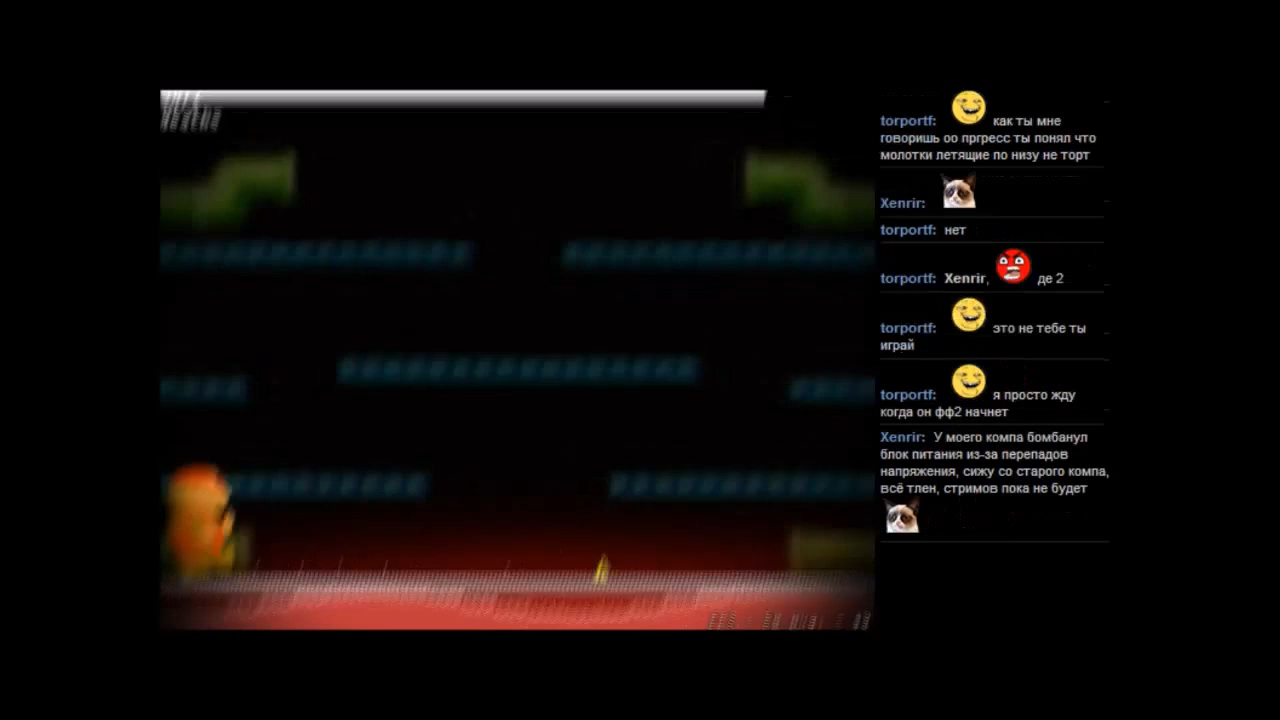 torportf: как ты мне
говоришь оо пргресс ты понял что
молотки летящие по низу не торт
Xenrir:
torportf: нет
torportf: Xenrir, де 2
torportf: это не тебе ты
играй
torportf: я просто жду
когда он фф2 начнет
Xenrir: У моего компа бомбанул
блок питания из-за перепадов
напряжения, сижу со старого компа,
всё тлен, стримов пока не будет